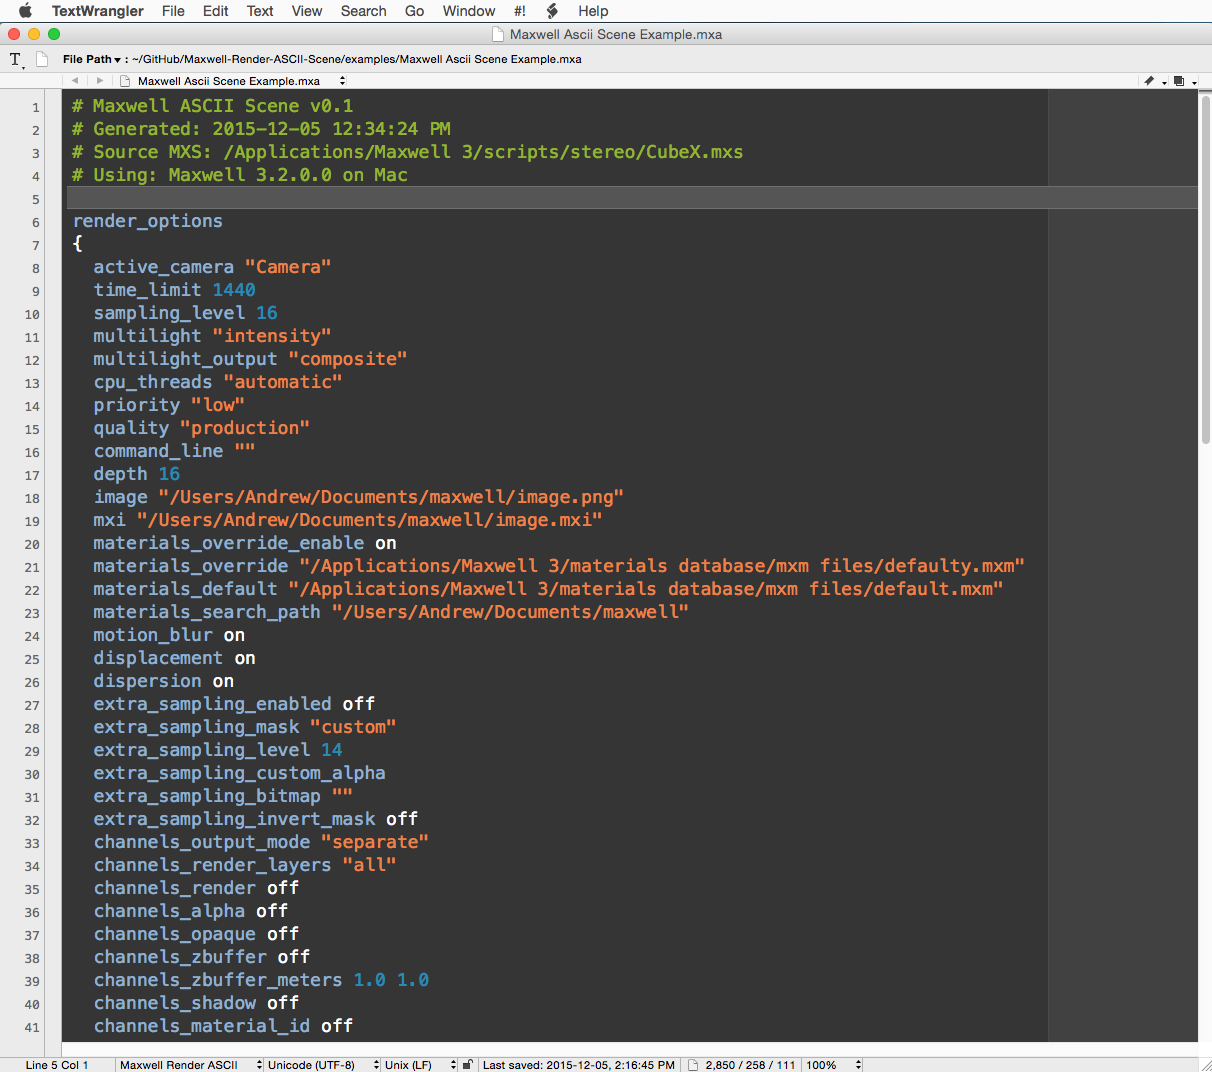 TextWrangler File Edit Text View Search Go Window #! Help
Maxwell Ascii Scene Example.mxa
File Path ▾ : ~/GitHub/Maxwell-Render-ASCII-Scene/examples/Maxwell Ascii Scene Example.mxa
Maxwell Ascii Scene Example.mxa
1 # Maxwell ASCII Scene v0.1
2 # Generated: 2015-12-05 12:34:24 PM
3 # Source MXS: /Applications/Maxwell 3/scripts/stereo/CubeX.mxs
4 # Using: Maxwell 3.2.0.0 on Mac
5
6 render_options
7 {
8 active_camera "Camera"
9 time_limit 1440
10 sampling_level 16
11 multilight "intensity"
12 multilight_output "composite"
13 cpu_threads "automatic"
14 priority "low"
15 quality "production"
16 command_line ""
17 depth 16
18 image "/Users/Andrew/Documents/maxwell/image.png"
19 mxi "/Users/Andrew/Documents/maxwell/image.mxi"
20 materials_override_enable on
21 materials_override "/Applications/Maxwell 3/materials database/mxm files/defaulty.mxm"
22 materials_default "/Applications/Maxwell 3/materials database/mxm files/default.mxm"
23 materials_search_path "/Users/Andrew/Documents/maxwell"
24 motion_blur on
25 displacement on
26 dispersion on
27 extra_sampling_enabled off
28 extra_sampling_mask "custom"
29 extra_sampling_level 14
30 extra_sampling_custom_alpha
31 extra_sampling_bitmap ""
32 extra_sampling_invert_mask off
33 channels_output_mode "separate"
34 channels_render_layers "all"
35 channels_render off
36 channels_alpha off
37 channels_opaque off
38 channels_zbuffer off
39 channels_zbuffer_meters 1.0 1.0
40 channels_shadow off
41 channels_material_id off
Line 5 Col 1 Maxwell Render ASCII Unicode (UTF-8) Unix (LF) Last saved: 2015-12-05, 2:16:45 PM 2,850 / 258 / 111 100%